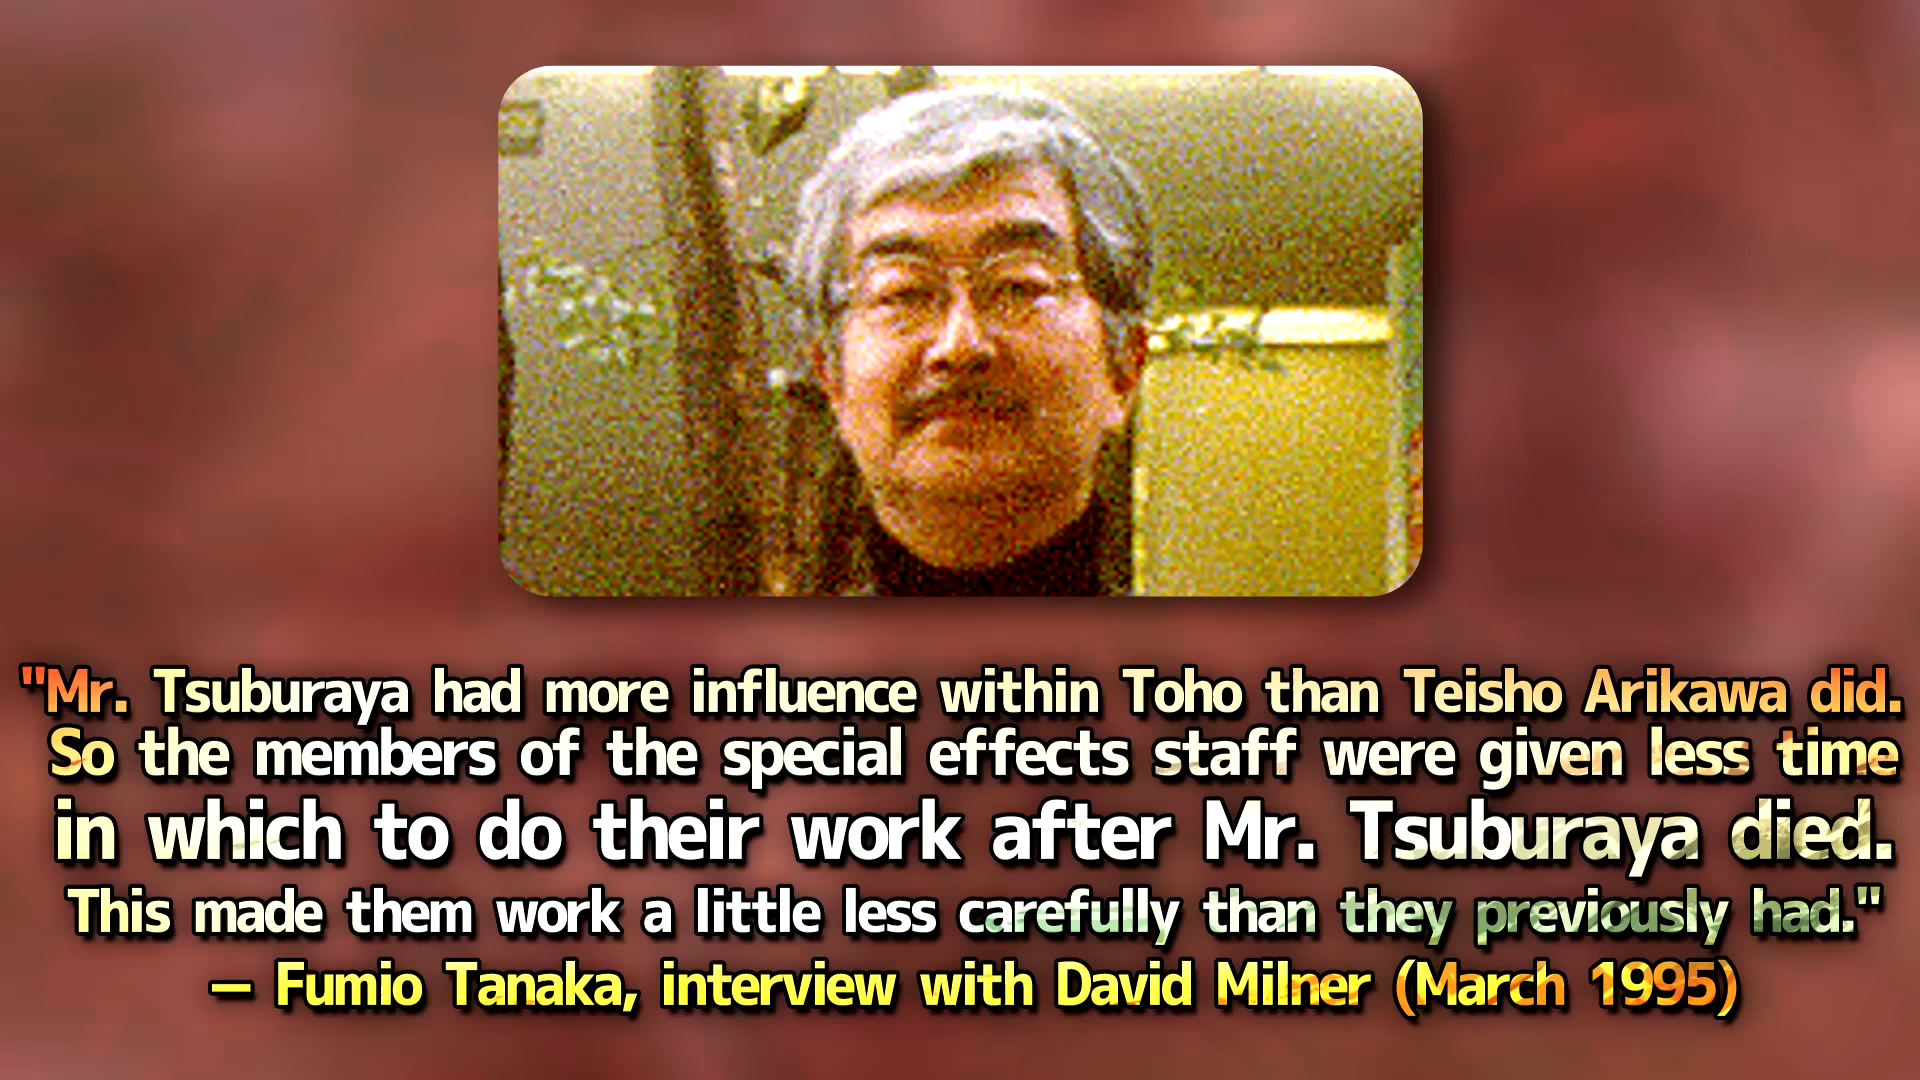 "Mr. Tsuburaya had more influence within Toho than Teisho Arikawa did.
So the members of the special effects staff were given less time
in which to do their work after Mr. Tsuburaya died.
This made them work a little less carefully than they previously had."
— Fumio Tanaka, interview with David Milner (March 1995)